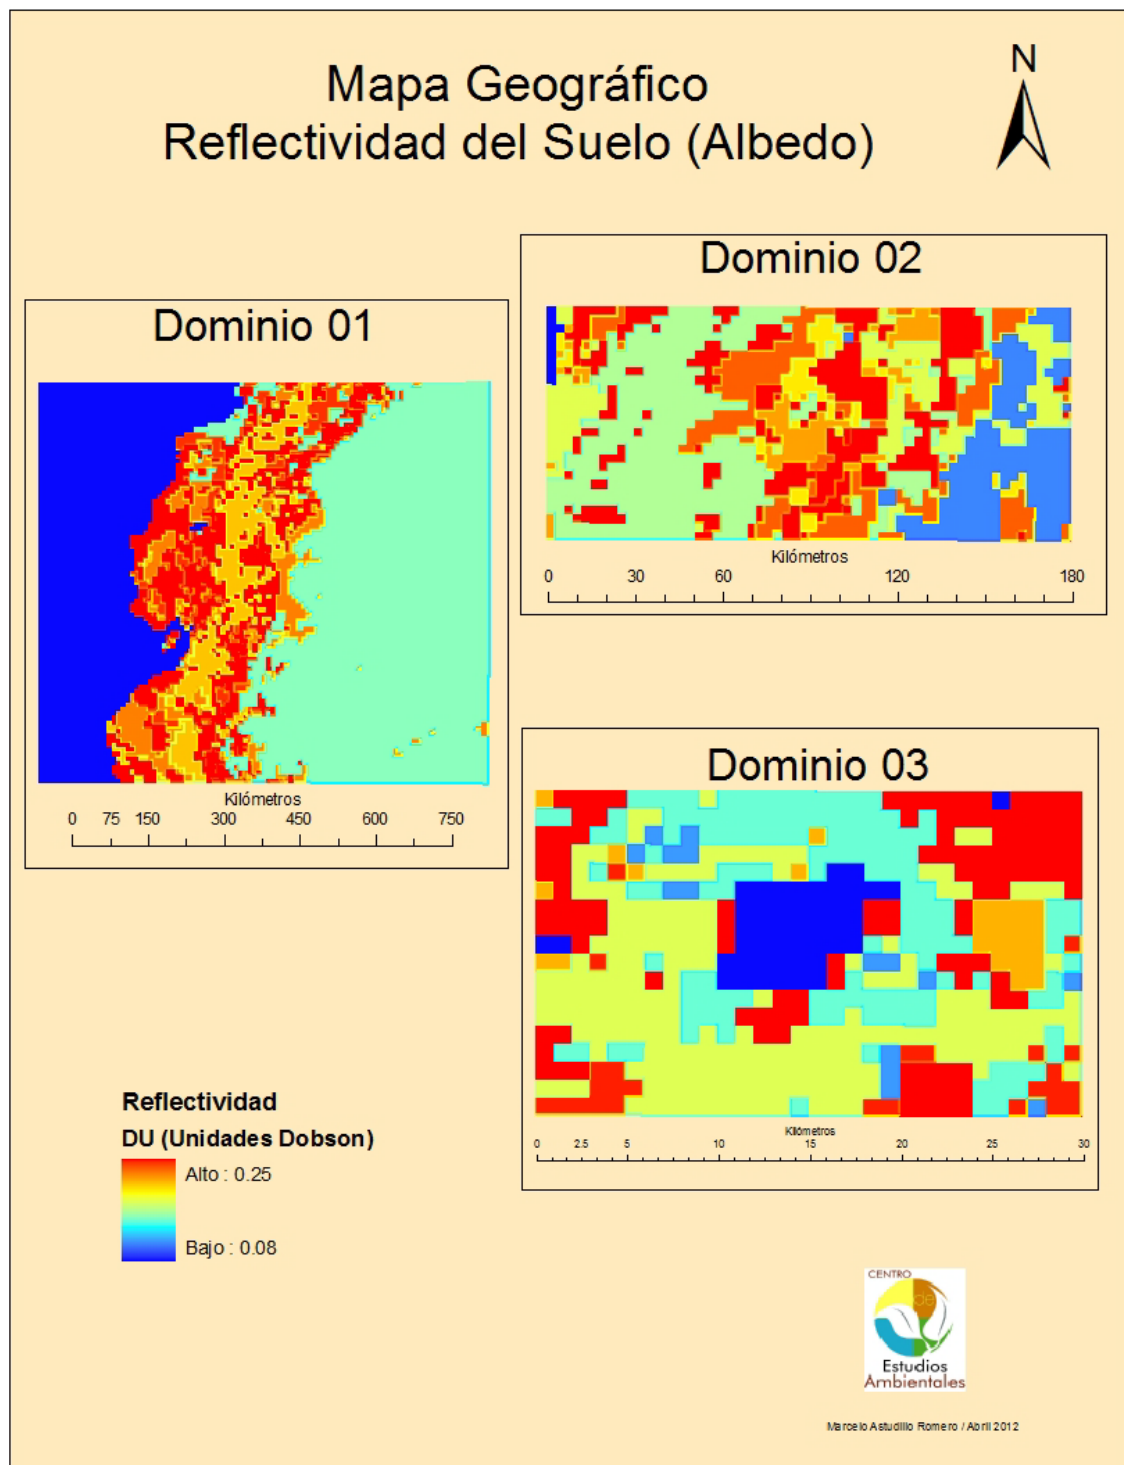 Mapa Geográfico
Reflectividad del Suelo (Albedo)
N
Dominio 01
Kilómetros
0 75 150 300 450 600 750
Dominio 02
Kilómetros
0 30 60 120 180
Dominio 03
Kilómetros
0 2.5 5 10 15 20 25 30
Reflectividad
DU (Unidades Dobson)
Alto : 0.25
Bajo : 0.08
CENTRO
de
Estudios
Ambientales
Marcelo Astudillo Romero / Abril 2012